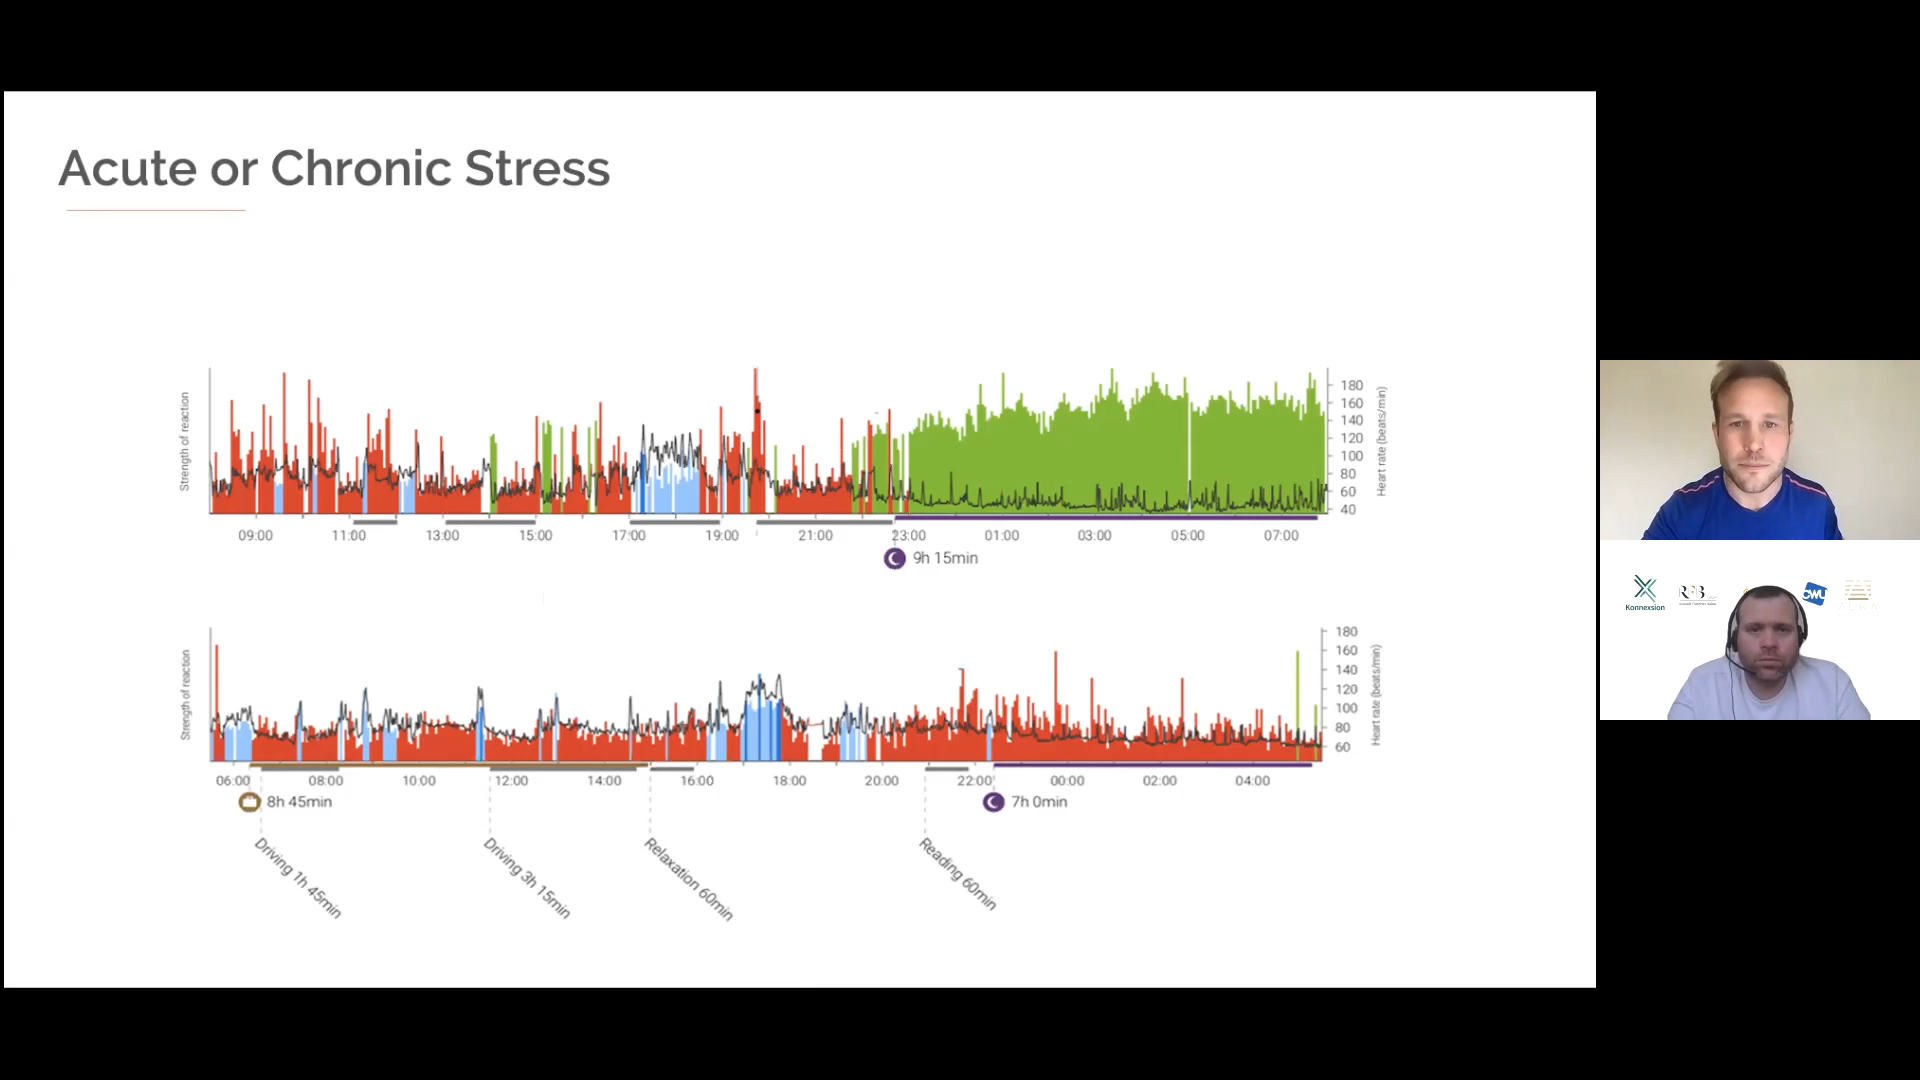 Acute or Chronic Stress
Strength of reaction
180
160
140
120
100
80
60
40
Heart rate (beats/min)
09:00 11:00 13:00 15:00 17:00 19:00 21:00 23:00 01:00 03:00 05:00 07:00
9h 15min
Strength of reaction
180
160
140
120
100
80
60
Heart rate (beats/min)
06:00 08:00 10:00 12:00 14:00 16:00 18:00 20:00 22:00 00:00 02:00 04:00
8h 45min
7h 0min
Driving 1h 45min
Driving 3h 15min
Relaxation 60min
Reading 60min
Konnexsion
CWU